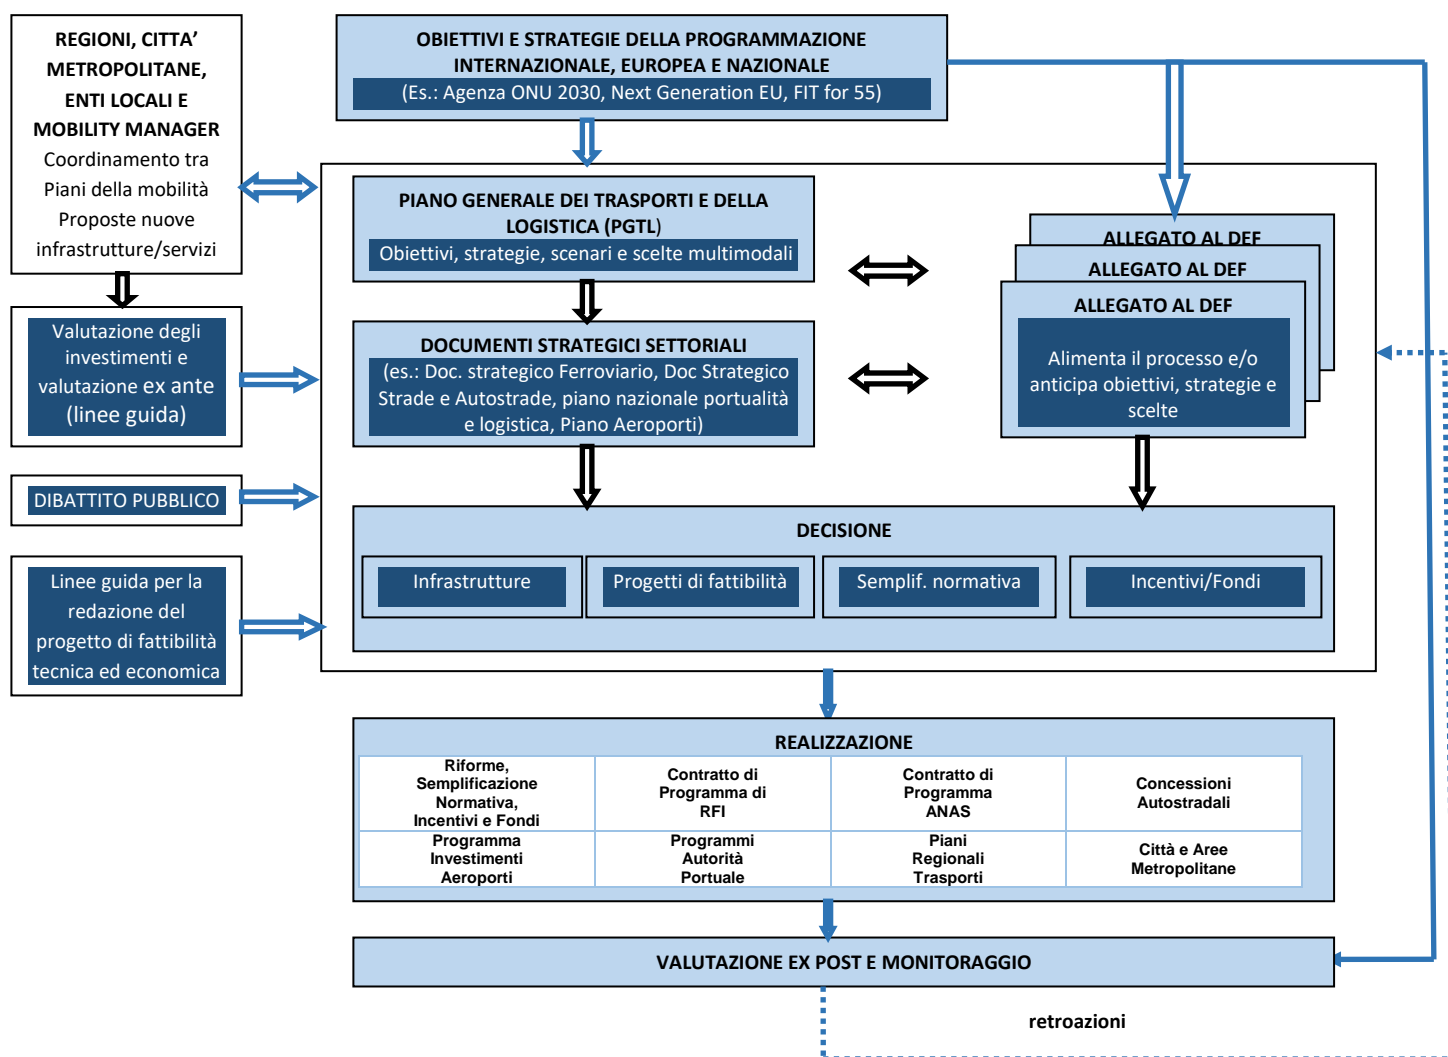 REGIONI, CITTA'
METROPOLITANE,
ENTI LOCALI E
MOBILITY MANAGER
Coordinamento tra
Piani della mobilità
Proposte nuove
infrastrutture/servizi
Valutazione degli
investimenti e
valutazione ex ante
(linee guida)
DIBATTITO PUBBLICO
Linee guida per la
redazione del
progetto di fattibilità
tecnica ed economica
OBIETTIVI E STRATEGIE DELLA PROGRAMMAZIONE
INTERNAZIONALE, EUROPEA E NAZIONALE
(Es.: Agenza ONU 2030, Next Generation EU, FIT for 55)
PIANO GENERALE DEI TRASPORTI E DELLA
LOGISTICA (PGTL)
Obiettivi, strategie, scenari e scelte multimodali
DOCUMENTI STRATEGICI SETTORIALI
(es.: Doc. strategico Ferroviario, Doc Strategico
Strade e Autostrade, piano nazionale portualità
e logistica, Piano Aeroporti)
ALLEGATO AL DEF
ALLEGATO AL DEF
ALLEGATO AL DEF
Alimenta il processo e/o
anticipa obiettivi, strategie e
scelte
DECISIONE
Infrastrutture
Progetti di fattibilità
Semplif. normativa
Incentivi/Fondi
REALIZZAZIONE
Riforme,
Semplificazione
Normativa,
Incentivi e Fondi
Contratto di
Programma di
RFI
Contratto di
Programma
ANAS
Concessioni
Autostradali
Programma
Investimenti
Aeroporti
Programmi
Autorità
Portuale
Piani
Regionali
Trasporti
Città e Aree
Metropolitane
VALUTAZIONE EX POST E MONITORAGGIO
retroazioni